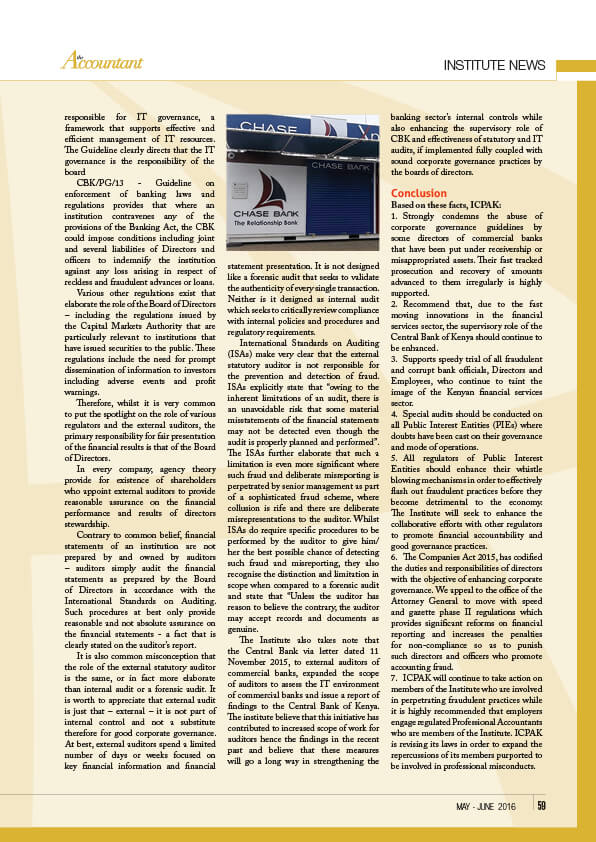 the
Accountant
INSTITUTE NEWS
responsible for IT governance, a
framework that supports effective and
efficient management of IT resources.
The Guideline clearly directs that the IT
governance is the responsibility of the
board
CBK/PG/13 - Guideline on
enforcement of banking laws and
regulations provides that where an
institution contravenes any of the
provisions of the Banking Act, the CBK
could impose conditions including joint
and several liabilities of Directors and
officers to indemnify the institution
against any loss arising in respect of
reckless and fraudulent advances or loans.
Various other regulations exist that
elaborate the role of the Board of Directors
– including the regulations issued by
the Capital Markets Authority that are
particularly relevant to institutions that
have issued securities to the public. These
regulations include the need for prompt
dissemination of information to investors
including adverse events and profit
warnings.
Therefore, whilst it is very common
to put the spotlight on the role of various
regulators and the external auditors, the
primary responsibility for fair presentation
of the financial results is that of the Board
of Directors.
In every company, agency theory
provide for existence of shareholders
who appoint external auditors to provide
reasonable assurance on the financial
performance and results of directors
stewardship.
Contrary to common belief, financial
statements of an institution are not
prepared by and owned by auditors
– auditors simply audit the financial
statements as prepared by the Board
of Directors in accordance with the
International Standards on Auditing.
Such procedures at best only provide
reasonable and not absolute assurance on
the financial statements - a fact that is
clearly stated on the auditor's report.
It is also common misconception that
the role of the external statutory auditor
is the same, or in fact more elaborate
than internal audit or a forensic audit. It
is worth to appreciate that external audit
is just that – external – it is not part of
internal control and not a substitute
therefore for good corporate governance.
At best, external auditors spend a limited
number of days or weeks focused on
key financial information and financial
CHASE BANK
CHASE BANK
CHASE BANK
The Relationship Bank
statement presentation. It is not designed
like a forensic audit that seeks to validate
the authenticity of every single transaction.
Neither is it designed as internal audit
which seeks to critically review compliance
with internal policies and procedures and
regulatory requirements.
International Standards on Auditing
(ISAs) make very clear that the external
statutory auditor is not responsible for
the prevention and detection of fraud.
ISAs explicitly state that “owing to the
inherent limitations of an audit, there is
an unavoidable risk that some material
misstatements of the financial statements
may not be detected even though the
audit is properly planned and performed”.
The ISAs further elaborate that such a
limitation is even more significant where
such fraud and deliberate misreporting is
perpetrated by senior management as part
of a sophisticated fraud scheme, where
collusion is rife and there are deliberate
misrepresentations to the auditor. Whilst
ISAs do require specific procedures to be
performed by the auditor to give him/
her the best possible chance of detecting
such fraud and misreporting, they also
recognise the distinction and limitation in
scope when compared to a forensic audit
and state that “Unless the auditor has
reason to believe the contrary, the auditor
may accept records and documents as
genuine.
The Institute also takes note that
the Central Bank via letter dated 11
November 2015, to external auditors of
commercial banks, expanded the scope
of auditors to assess the IT environment
of commercial banks and issue a report of
findings to the Central Bank of Kenya.
The institute believe that this initiative has
contributed to increased scope of work for
auditors hence the findings in the recent
past and believe that these measures
will go a long way in strengthening the
banking sector's internal controls while
also enhancing the supervisory role of
CBK and effectiveness of statutory and IT
audits, if implemented fully coupled with
sound corporate governance practices by
the boards of directors.
Conclusion
Based on these facts, ICPAK:
1. Strongly condemns the abuse of
corporate governance guidelines by
some directors of commercial banks
that have been put under receivership or
misappropriated assets. Their fast tracked
prosecution and recovery of amounts
advanced to them irregularly is highly
supported.
2. Recommend that, due to the fast
moving innovations in the financial
services sector, the supervisory role of the
Central Bank of Kenya should continue to
be enhanced.
3. Supports speedy trial of all fraudulent
and corrupt bank officials, Directors and
Employees, who continue to taint the
image of the Kenyan financial services
sector.
4. Special audits should be conducted on
all Public Interest Entities (PIEs) where
doubts have been cast on their governance
and mode of operations.
5. All regulators of Public Interest
Entities should enhance their whistle
blowing mechanisms in order to effectively
flash out fraudulent practices before they
become detrimental to the economy.
The Institute will seek to enhance the
collaborative efforts with other regulators
to promote financial accountability and
good governance practices.
6. The Companies Act 2015, has codified
the duties and responsibilities of directors
with the objective of enhancing corporate
governance. We appeal to the office of the
Attorney General to move with speed
and gazette phase II regulations which
provides significant reforms on financial
reporting and increases the penalties
for non-compliance so as to punish
such directors and officers who promote
accounting fraud.
7. ICPAK will continue to take action on
members of the Institute who are involved
in perpetrating fraudulent practices while
it is highly recommended that employers
engage regulated Professional Accountants
who are members of the Institute. ICPAK
is revising its laws in order to expand the
repercussions of its members purported to
be involved in professional misconducts.
MAY - JUNE 2016 59